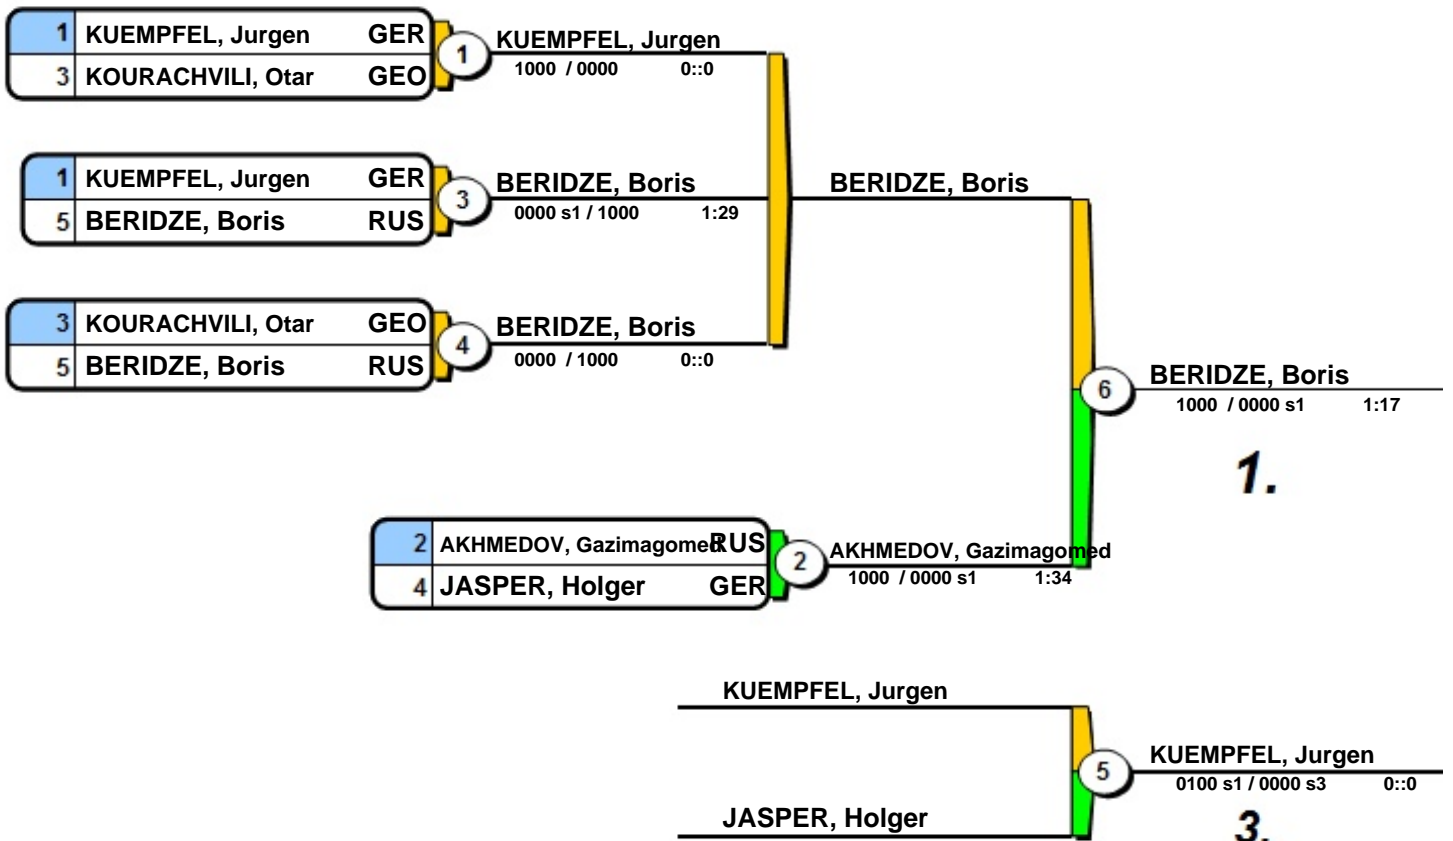 1 KUEMPFEL, Jurgen GER
3 KOURACHVILI, Otar GEO
1 KUEMPFEL, Jurgen
1000 / 0000 0::0
1 KUEMPFEL, Jurgen GER
5 BERIDZE, Boris RUS
3 BERIDZE, Boris
0000 s1 / 1000 1:29
BERIDZE, Boris
3 KOURACHVILI, Otar GEO
5 BERIDZE, Boris RUS
4 BERIDZE, Boris
0000 / 1000 0::0
6 BERIDZE, Boris
1000 / 0000 s1 1:17
1.
2 AKHMEDOV, Gazimagomed RUS
4 JASPER, Holger GER
2 AKHMEDOV, Gazimagomed
1000 / 0000 s1 1:34
KUEMPFEL, Jurgen
5 KUEMPFEL, Jurgen
0100 s1 / 0000 s3 0::0
JASPER, Holger
3.